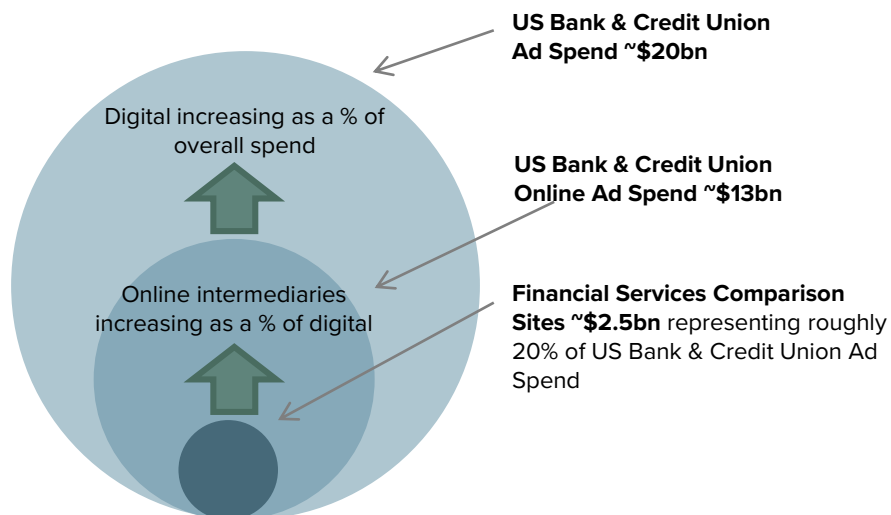 US Bank & Credit Union
Ad Spend ~$20bn
Digital increasing as a % of
overall spend
US Bank & Credit Union
Online Ad Spend ~$13bn
Online intermediaries
increasing as a % of digital
Financial Services Comparison
Sites ~$2.5bn representing roughly
20% of US Bank & Credit Union Ad
Spend